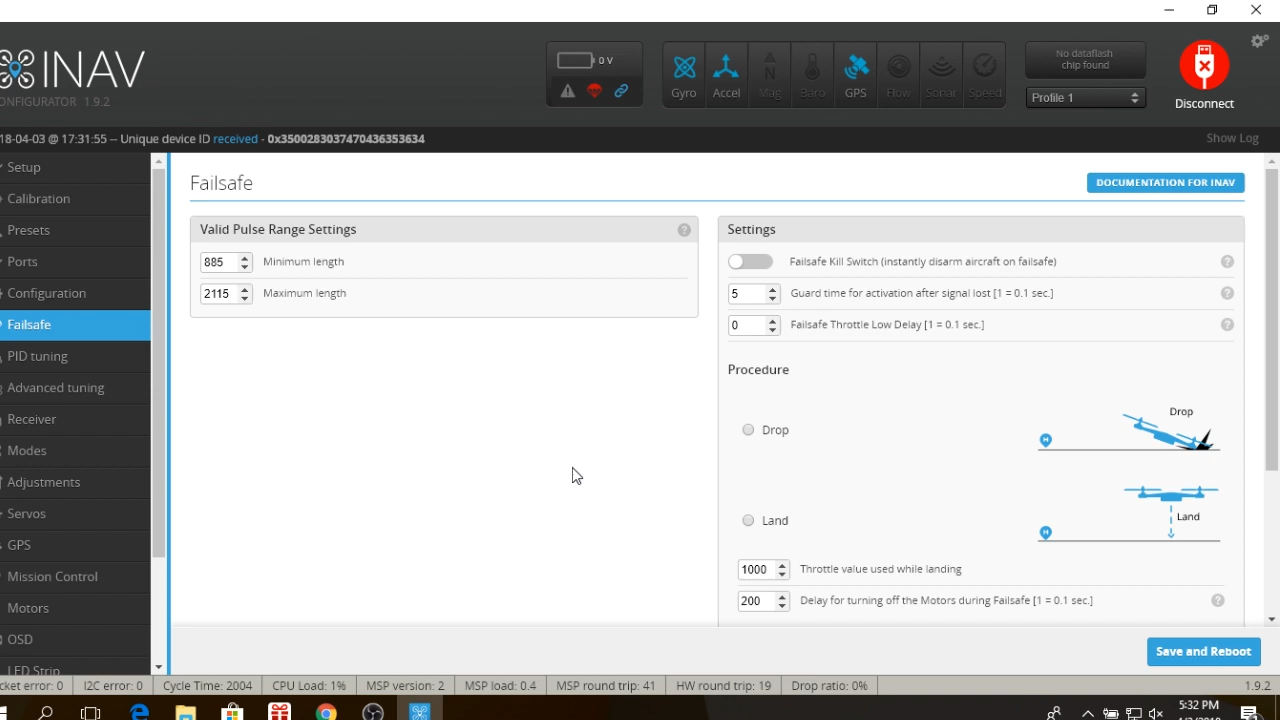 INAV
ONFIGURATOR 1.9.2
0 V
Gyro Accel Mag Baro GPS Flow Sonar Speed
No dataflash
chip found
Profile 1
Disconnect
18-04-03 @ 17:31:55 -- Unique device ID received - 0x3500283037470436353634
Show Log
Setup
Calibration
Presets
Ports
Configuration
Failsafe
PID tuning
Advanced tuning
Receiver
Modes
Adjustments
Servos
GPS
Mission Control
Motors
OSD
LED Strip
Failsafe
DOCUMENTATION FOR INAV
Valid Pulse Range Settings
885 Minimum length
2115 Maximum length
Settings
Failsafe Kill Switch (instantly disarm aircraft on failsafe)
5 Guard time for activation after signal lost [1 = 0.1 sec.]
0 Failsafe Throttle Low Delay [1 = 0.1 sec.]
Procedure
Drop
Drop
Land
Land
1000 Throttle value used while landing
200 Delay for turning off the Motors during Failsafe [1 = 0.1 sec.]
Save and Reboot
cket error: 0 I2C error: 0 Cycle Time: 2004 CPU Load: 1% MSP version: 2 MSP load: 0.4 MSP round trip: 41 HW round trip: 19 Drop ratio: 0% 1.9.2
5:32 PM